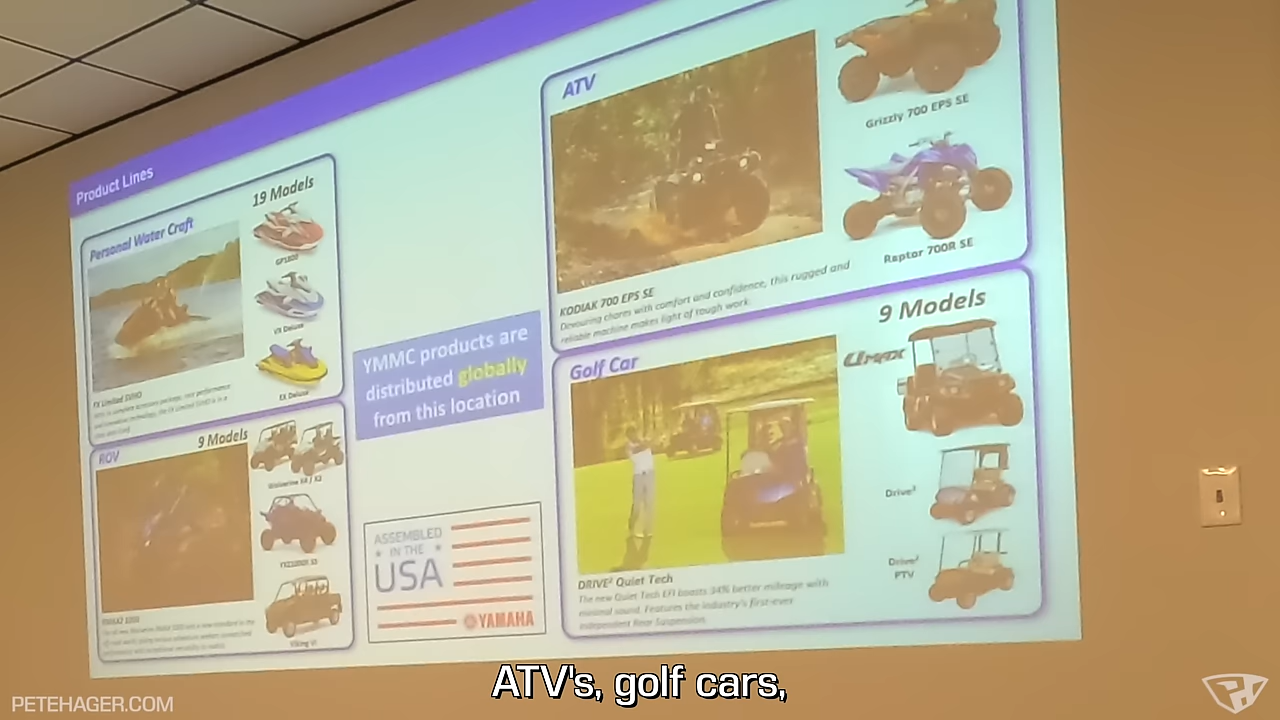 Product Lines
Personal Water Craft
19 Models
GP1800
VX Deluxe
EX Deluxe
FX Limited SVHO
ROV
9 Models
Wolverine X4 / X2
YXZ1000R SS
Viking VI
YMMC products are
distributed globally
from this location
ASSEMBLED
IN THE
USA
YAMAHA
ATV
Grizzly 700 EPS SE
Raptor 700R SE
KODIAK 700 EPS SE
Devouring chores with comfort and confidence, this rugged and
reliable machine makes light of tough work.
Golf Car
9 Models
UMAX
Drive²
Drive²
PTV
DRIVE² Quiet Tech
The new Quiet Tech EFI boasts 34% better mileage with
minimal sound. Features the industry's first-ever
Independent Rear Suspension.
ATV's, golf cars,
PETEHAGER.COM